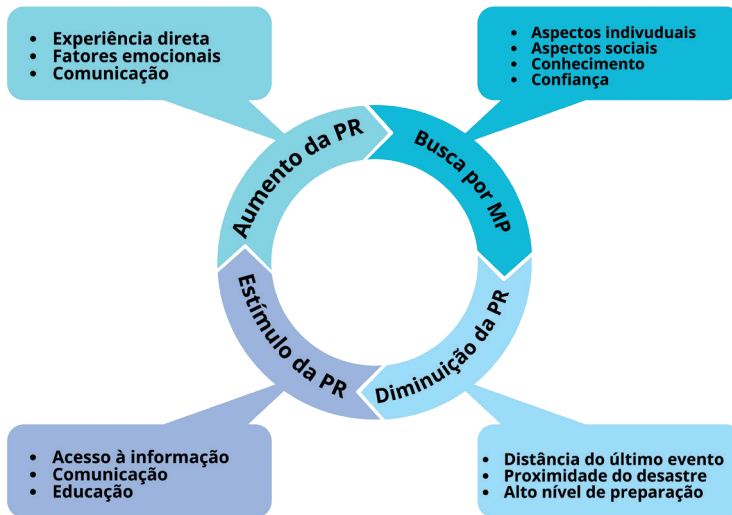 • Experiência direta
• Fatores emocionais
• Comunicação
• Aspectos indivuduais
• Aspectos sociais
• Conhecimento
• Confiança
Aumento da PR
Busca por MP
Estímulo da PR
Diminuição da PR
• Acesso à informação
• Comunicação
• Educação
• Distância do último evento
• Proximidade do desastre
• Alto nível de preparação